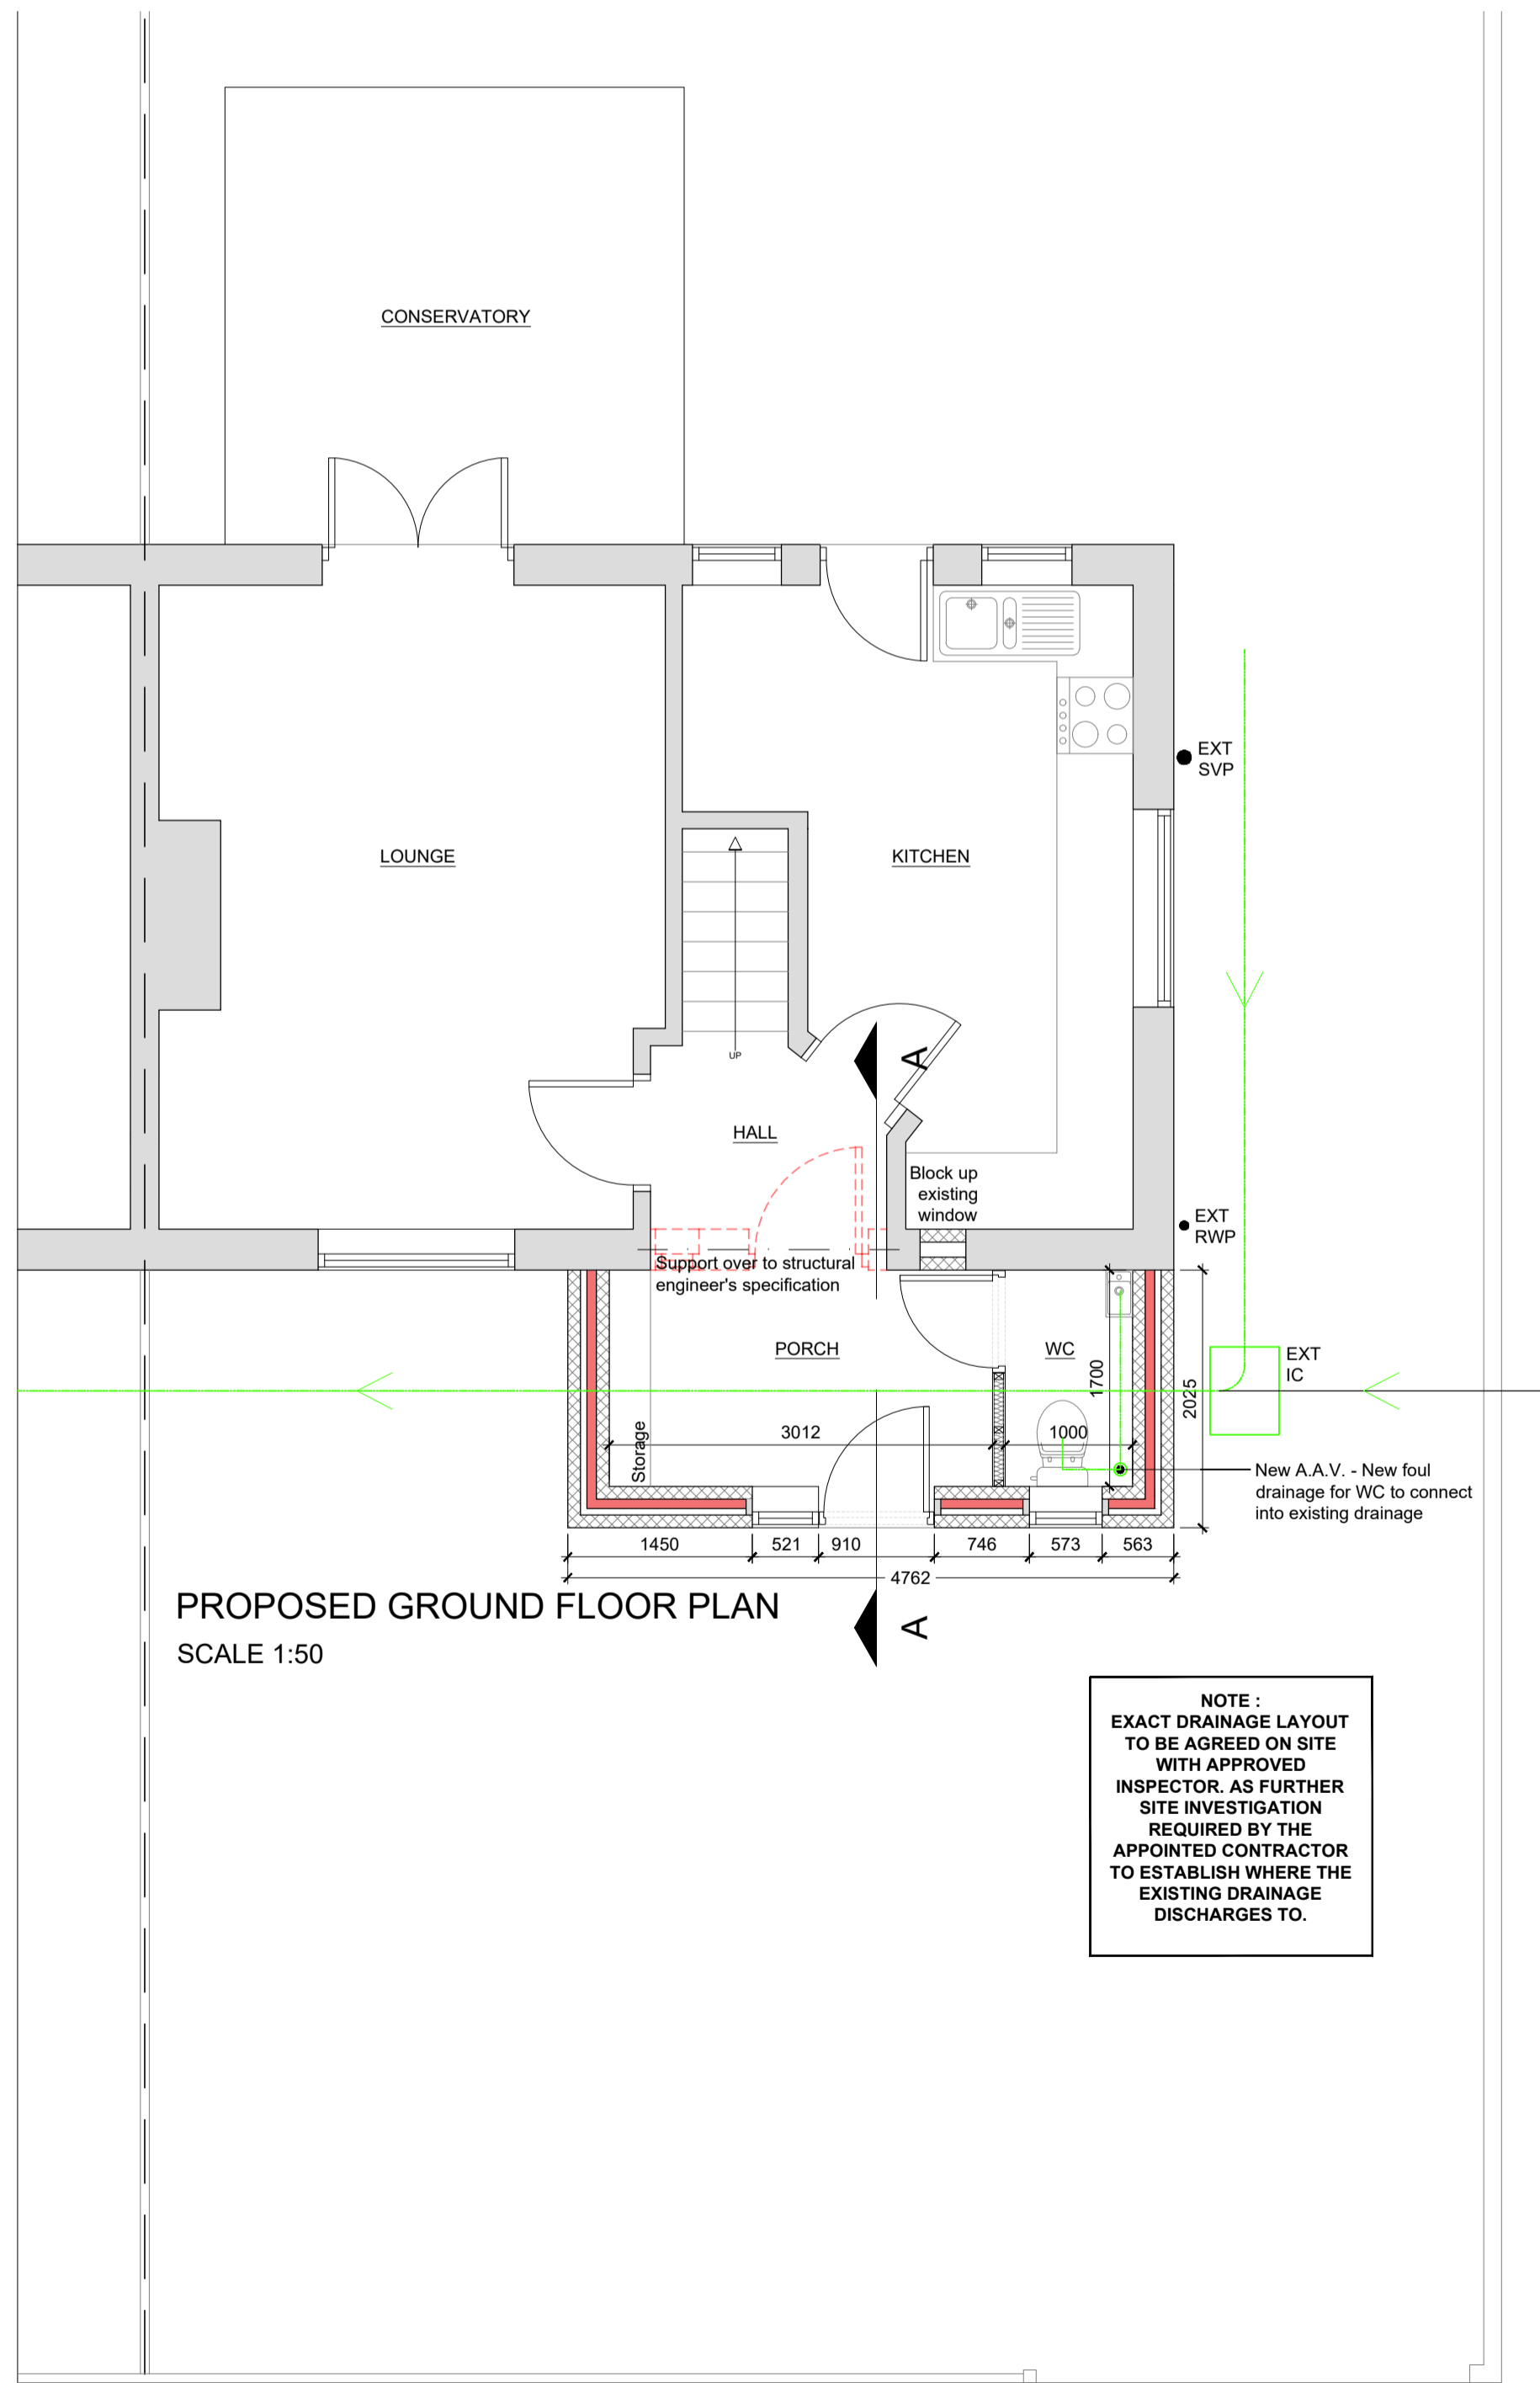 CONSERVATORY
EXT
SVP
LOUNGE
KITCHEN
UP
A
HALL
Block up
existing
window
EXT
RWP
Support over to structural
engineer's specification
PORCH
WC
EXT
IC
1700
2025
Storage
3012
1000
New A.A.V. - New foul
drainage for WC to connect
into existing drainage
1450
521
910
746
573
563
4762
PROPOSED GROUND FLOOR PLAN
SCALE 1:50
A
NOTE :
EXACT DRAINAGE LAYOUT
TO BE AGREED ON SITE
WITH APPROVED
INSPECTOR. AS FURTHER
SITE INVESTIGATION
REQUIRED BY THE
APPOINTED CONTRACTOR
TO ESTABLISH WHERE THE
EXISTING DRAINAGE
DISCHARGES TO.